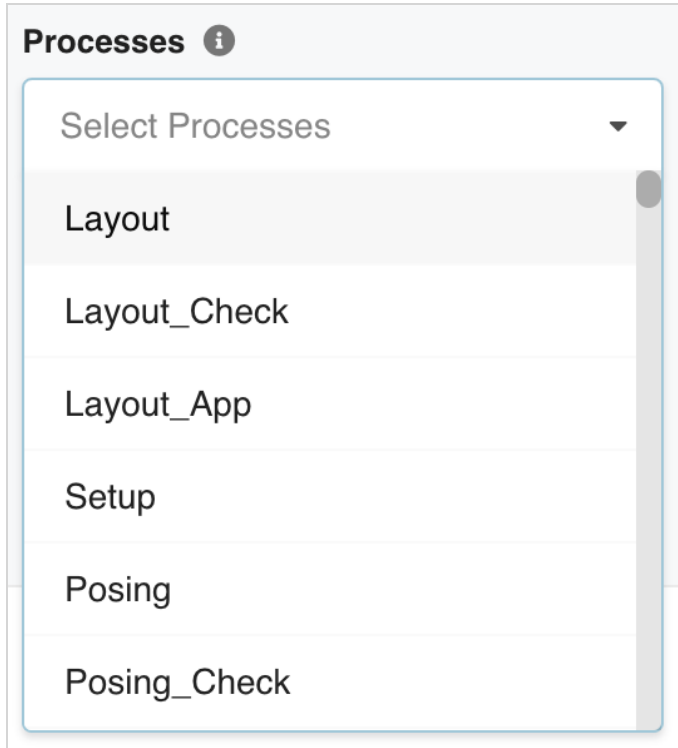 Processes
Select Processes
Layout
Layout_Check
Layout_App
Setup
Posing
Posing_Check